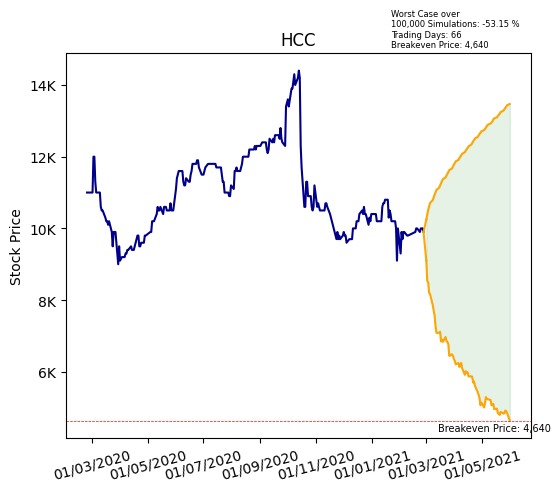 Worst Case over
100,000 Simulations: -53.15 %
Trading Days: 66
Breakeven Price: 4,640
HCC
14K
12K
10K
8K
6K
Stock Price
Breakeven Price: 4,640
01/03/2020
01/05/2020
01/07/2020
01/09/2020
01/11/2020
01/01/2021
01/03/2021
01/05/2021